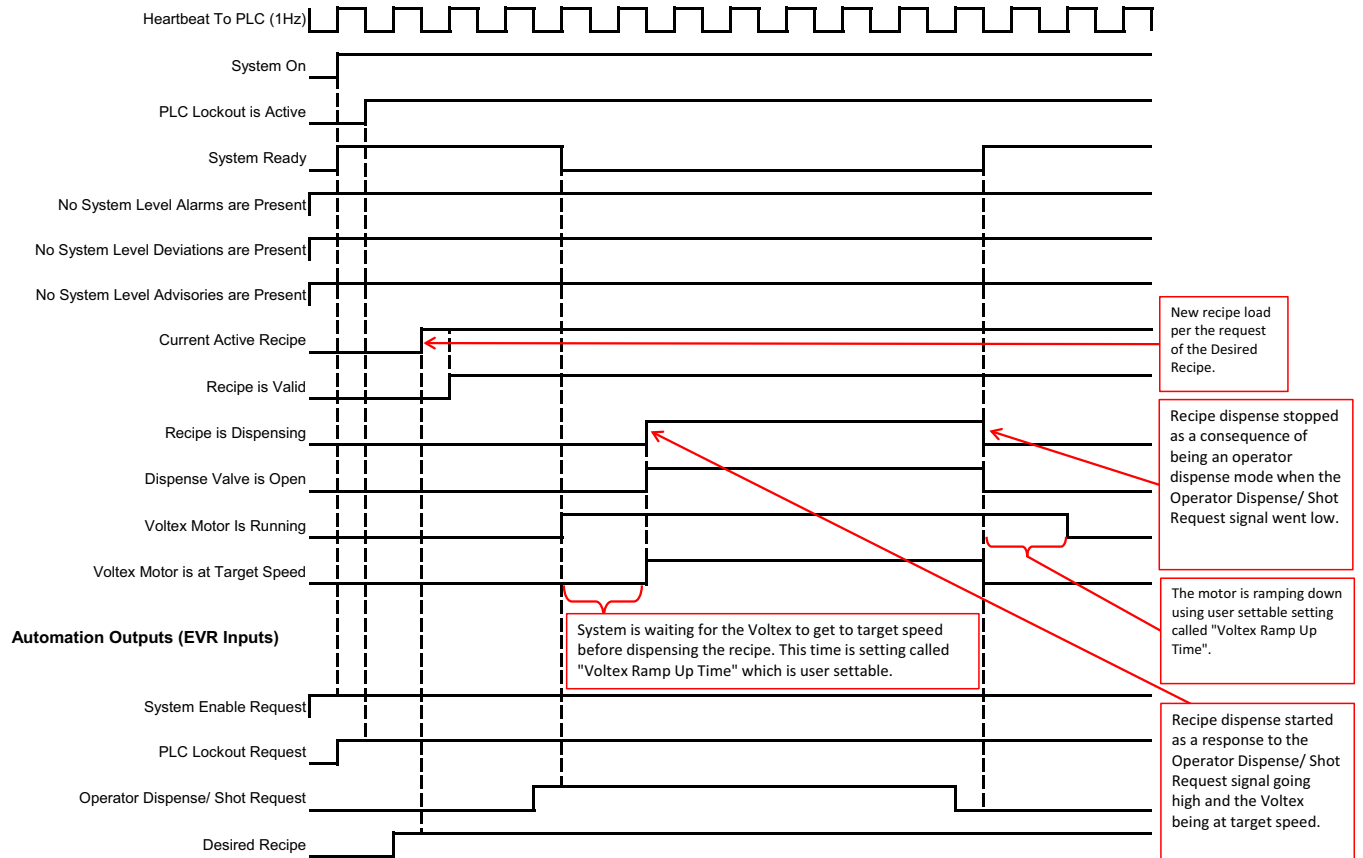 Heartbeat To PLC (1Hz)
System On
PLC Lockout is Active
System Ready
No System Level Alarms are Present
No System Level Deviations are Present
No System Level Advisories are Present
Current Active Recipe
Recipe is Valid
Recipe is Dispensing
Dispense Valve is Open
Voltex Motor Is Running
Voltex Motor is at Target Speed
New recipe load
per the request
of the Desired
Recipe.
Recipe dispense stopped
as a consequence of
being an operator
dispense mode when the
Operator Dispense/ Shot
Request signal went low.
The motor is ramping down
using user settable setting
called "Voltex Ramp Up
Time".
System is waiting for the Voltex to get to target speed
before dispensing the recipe. This time is setting called
"Voltex Ramp Up Time" which is user settable.
Automation Outputs (EVR Inputs)
System Enable Request
PLC Lockout Request
Operator Dispense/ Shot Request
Desired Recipe
Recipe dispense started
as a response to the
Operator Dispense/ Shot
Request signal going
high and the Voltex
being at target speed.